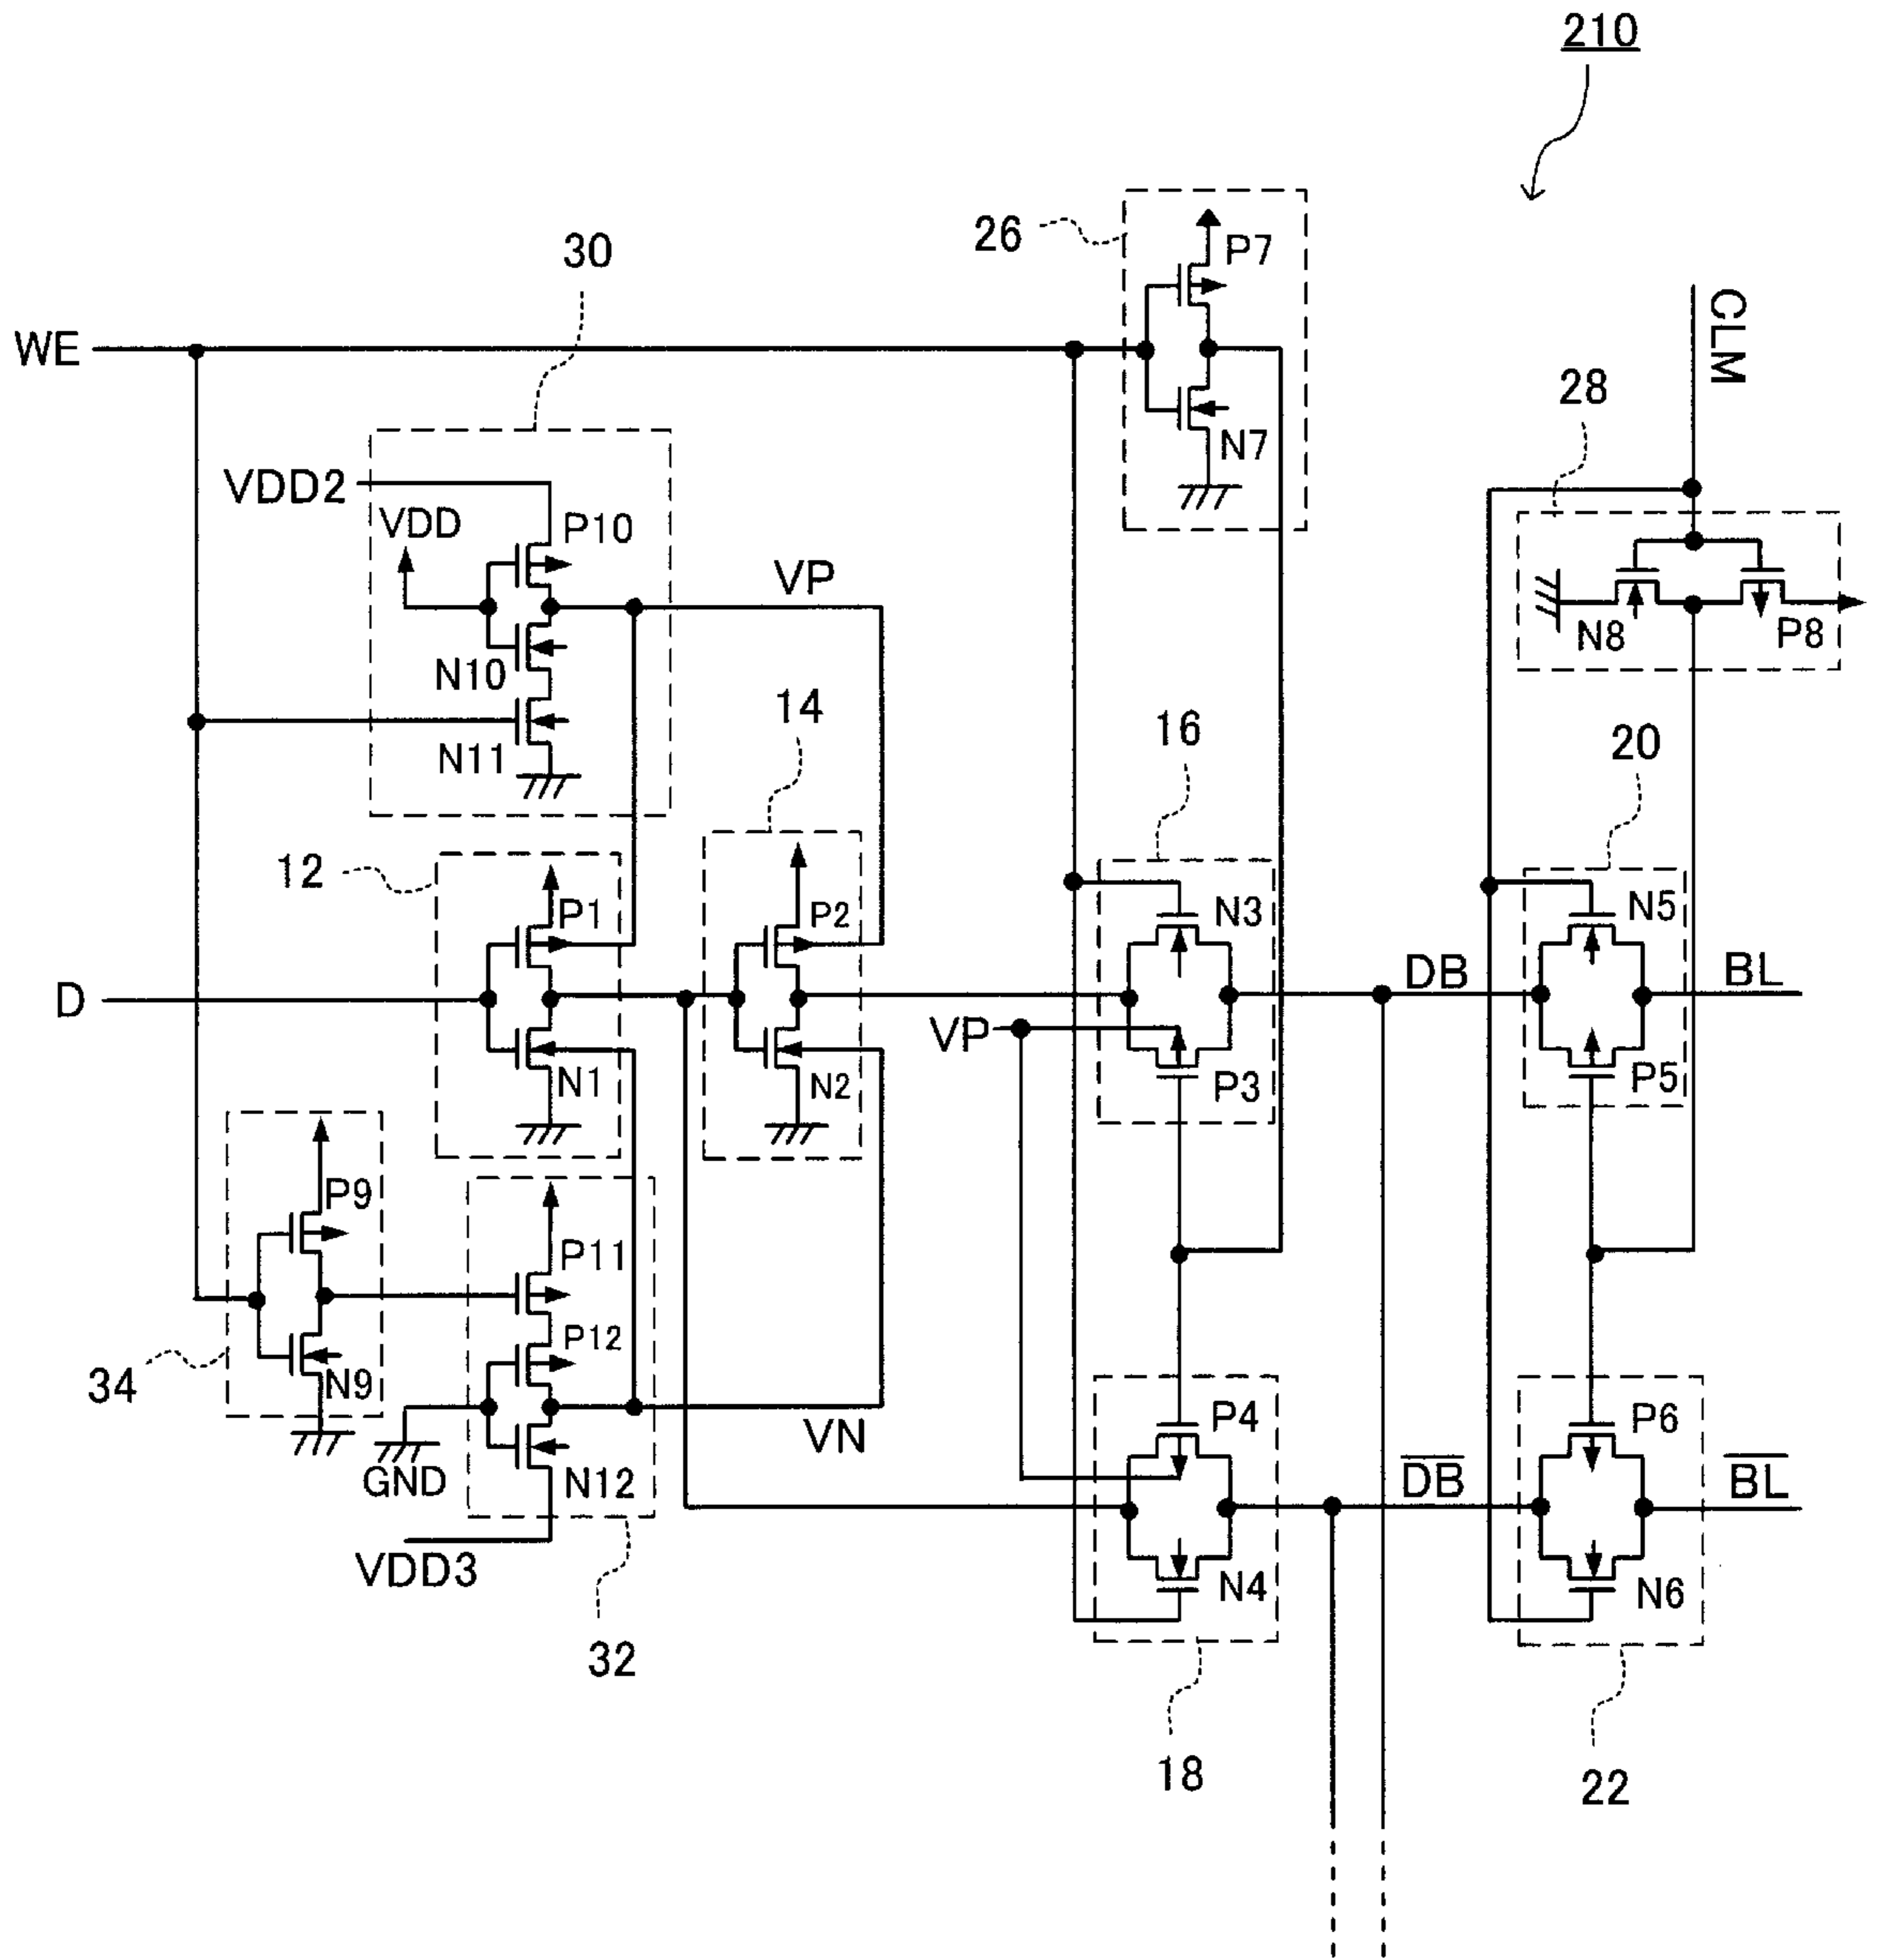 210
26
P7
30
WE
CLM
28
N7
VDD2
VDD
P10
VP
N8
P8
N10
14
16
20
N11
12
P1
P2
N3
N5
D
DB
BL
VP
N1
N2
P3
P5
P9
P11
P12
34
N9
P4
P6
VN
GND
N12
D̅B̅
B̅L̅
VDD3
N4
N6
32
18
22